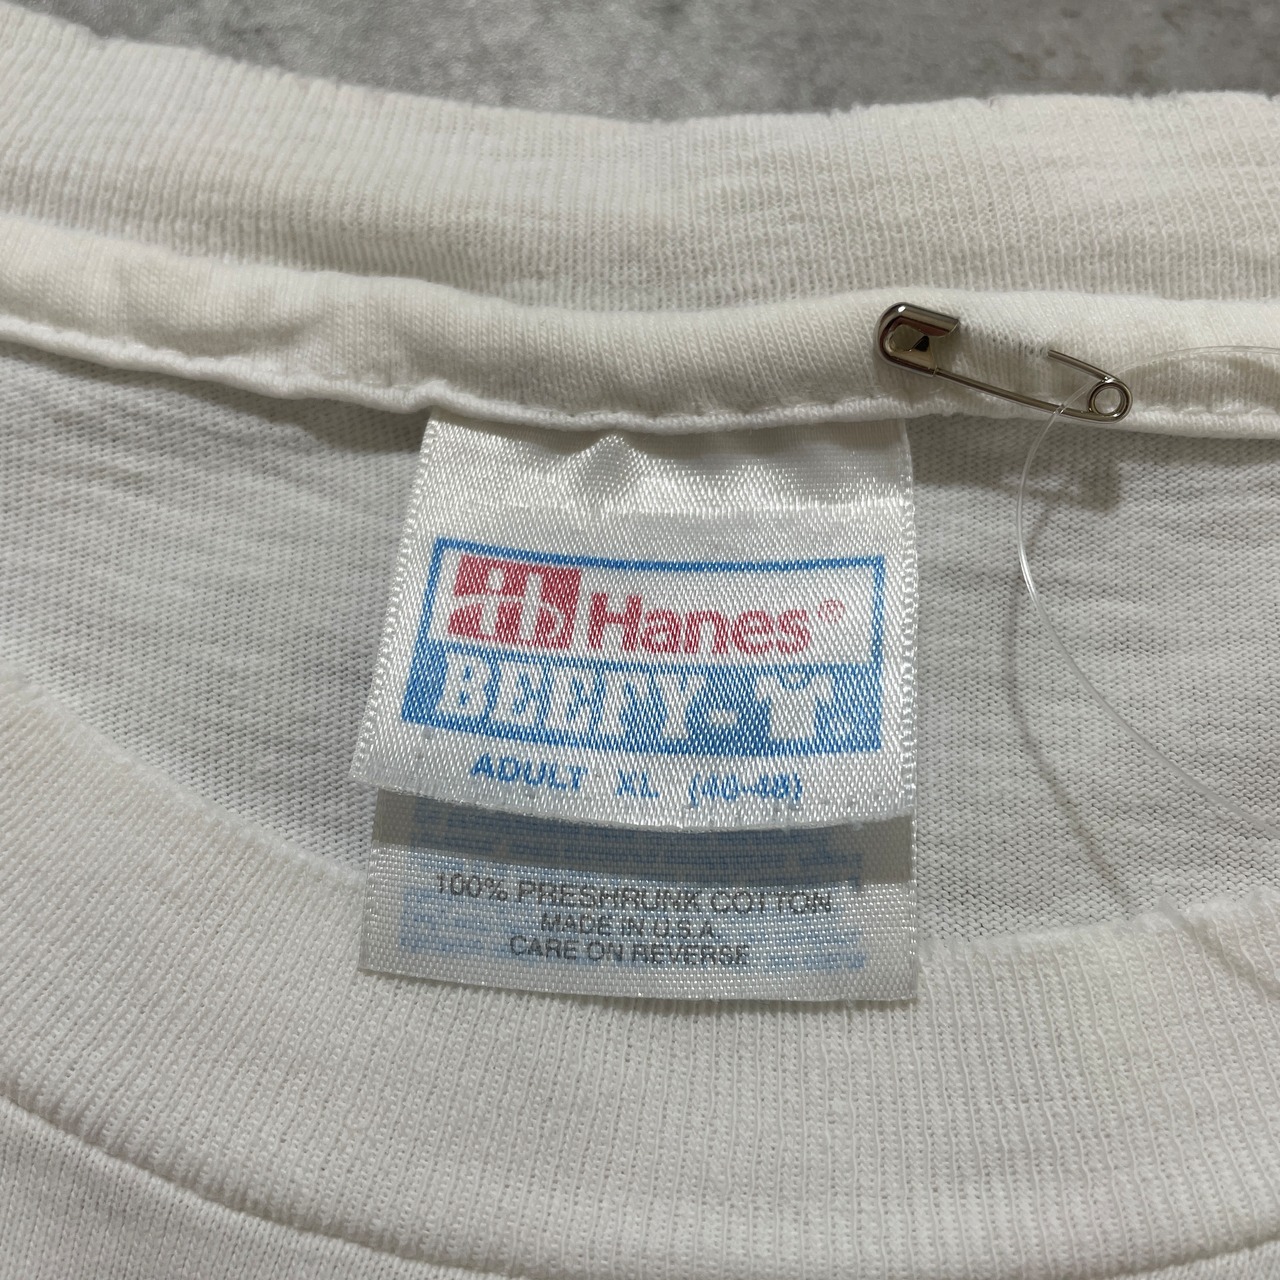 Hanes®
BEEFY-T
ADULT XL (46-48)
100% PRESHRUNK COTTON
MADE IN U.S.A.
CARE ON REVERSE